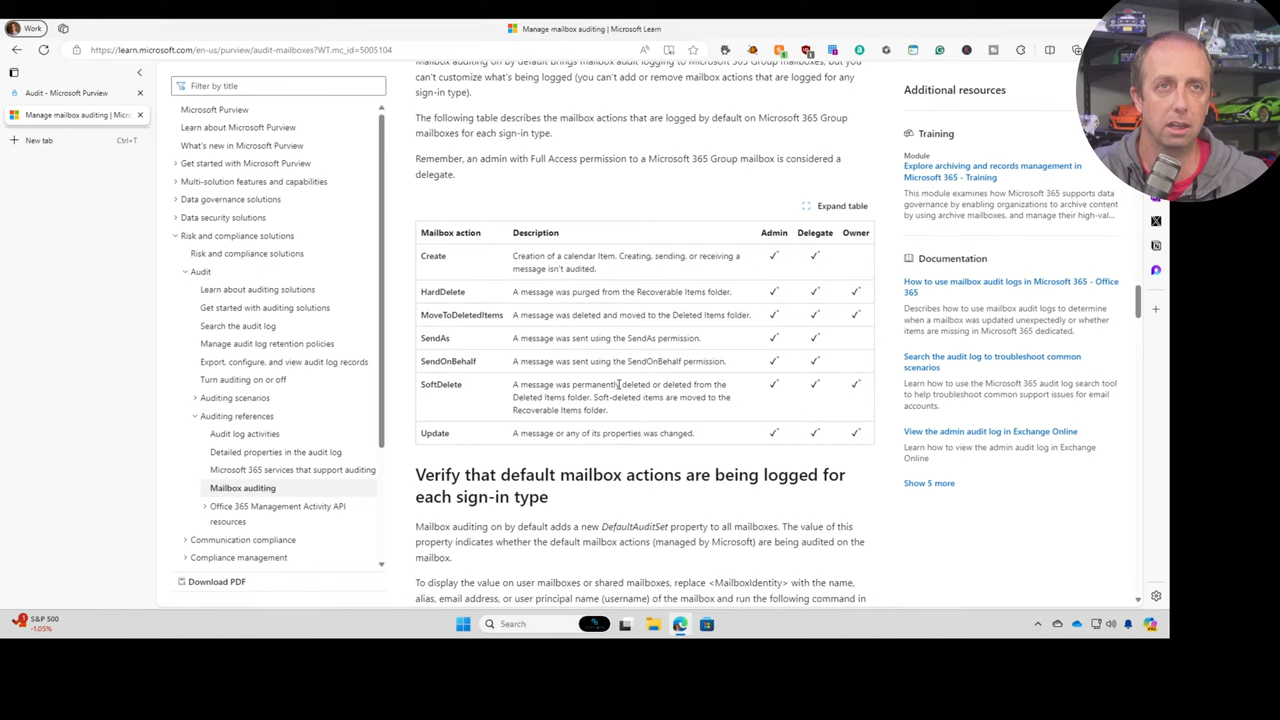 Work
Manage mailbox auditing | Microsoft Learn
https://learn.microsoft.com/en-us/purview/audit-mailboxes?WT.mc_id=5005104
Audit - Microsoft Purview
Manage mailbox auditing | Micr
New tab
Ctrl+T
Filter by title
Microsoft Purview
Learn about Microsoft Purview
What's new in Microsoft Purview
Get started with Microsoft Purview
Multi-solution features and capabilities
Data governance solutions
Data security solutions
Risk and compliance solutions
Risk and compliance solutions
Audit
Learn about auditing solutions
Get started with auditing solutions
Search the audit log
Manage audit log retention policies
Export, configure, and view audit log records
Turn auditing on or off
Auditing scenarios
Auditing references
Audit log activities
Detailed properties in the audit log
Microsoft 365 services that support auditing
Mailbox auditing
Office 365 Management Activity API
resources
Communication compliance
Compliance management
Download PDF
Mailbox auditing on by default brings mailbox audit logging to Microsoft 365 Group mailboxes, but you
can't customize what's being logged (you can't add or remove mailbox actions that are logged for any
sign-in type).
The following table describes the mailbox actions that are logged by default on Microsoft 365 Group
mailboxes for each sign-in type.
Remember, an admin with Full Access permission to a Microsoft 365 Group mailbox is considered a
delegate.
Expand table
Mailbox action Description Admin Delegate Owner
Create Creation of a calendar Item. Creating, sending, or receiving a ✓* ✓*
message isn't audited.
HardDelete A message was purged from the Recoverable Items folder. ✓* ✓* ✓*
MoveToDeletedItems A message was deleted and moved to the Deleted Items folder. ✓* ✓* ✓*
SendAs A message was sent using the SendAs permission. ✓* ✓*
SendOnBehalf A message was sent using the SendOnBehalf permission. ✓* ✓*
SoftDelete A message was permanently deleted or deleted from the ✓* ✓* ✓*
Deleted Items folder. Soft-deleted items are moved to the
Recoverable Items folder.
Update A message or any of its properties was changed. ✓* ✓* ✓*
Verify that default mailbox actions are being logged for
each sign-in type
Mailbox auditing on by default adds a new DefaultAuditSet property to all mailboxes. The value of this
property indicates whether the default mailbox actions (managed by Microsoft) are being audited on the
mailbox.
To display the value on user mailboxes or shared mailboxes, replace <MailboxIdentity> with the name,
alias, email address, or user principal name (username) of the mailbox and run the following command in
Additional resources
Training
Module
Explore archiving and records management in
Microsoft 365 - Training
This module examines how Microsoft 365 supports data
governance by enabling organizations to archive content
by using archive mailboxes, and manage their high-val...
Documentation
How to use mailbox audit logs in Microsoft 365 - Office
365
Describes how to use mailbox audit logs to determine
when a mailbox was updated unexpectedly or whether
items are missing in Microsoft 365 dedicated.
Search the audit log to troubleshoot common
scenarios
Learn how to use the Microsoft 365 audit log search tool
to help troubleshoot common support issues for email
accounts.
View the admin audit log in Exchange Online
Learn how to view the admin audit log in Exchange
Online
Show 5 more
S&P 500
-1.05%
Search